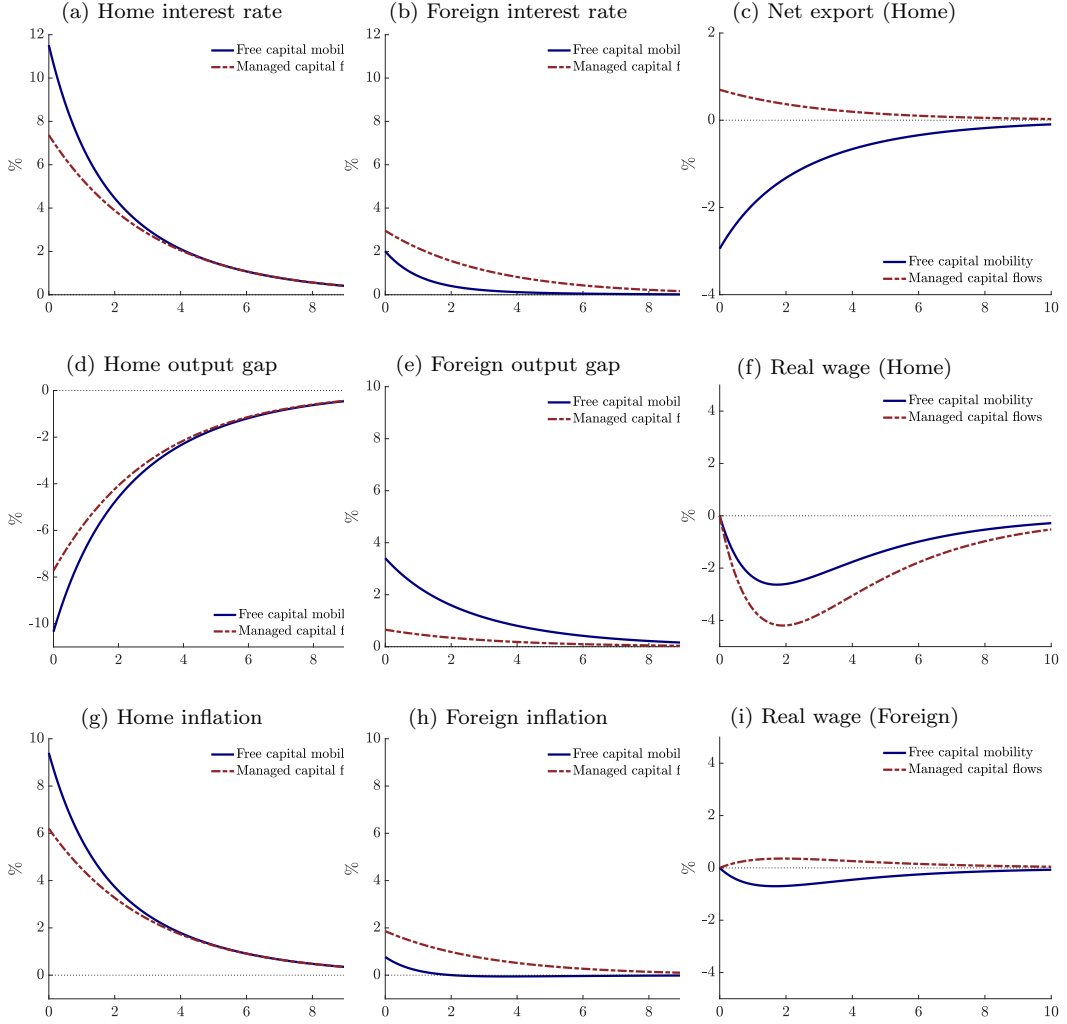 (a) Home interest rate
12
10
8
6
4
2
0
%
0 2 4 6 8
Free capital mobil
Managed capital f
(b) Foreign interest rate
12
10
8
6
4
2
0
%
0 2 4 6 8
Free capital mobil
Managed capital f
(c) Net export (Home)
2
0
-2
-4
%
0 2 4 6 8 10
Free capital mobility
Managed capital flows
(d) Home output gap
0
-2
-4
-6
-8
-10
%
0 2 4 6 8
Free capital mobil
Managed capital f
(e) Foreign output gap
10
8
6
4
2
0
%
0 2 4 6 8
Free capital mobil
Managed capital f
(f) Real wage (Home)
4
2
0
-2
-4
%
0 2 4 6 8 10
Free capital mobility
Managed capital flows
(g) Home inflation
10
8
6
4
2
0
%
0 2 4 6 8
Free capital mobil
Managed capital f
(h) Foreign inflation
10
8
6
4
2
0
%
0 2 4 6 8
Free capital mobil
Managed capital f
(i) Real wage (Foreign)
4
2
0
-2
-4
%
0 2 4 6 8 10
Free capital mobility
Managed capital flows